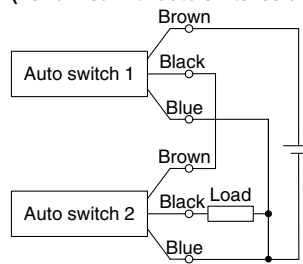 Brown
Black
Auto switch 1
Blue
Brown
Black Load
Auto switch 2
Blue